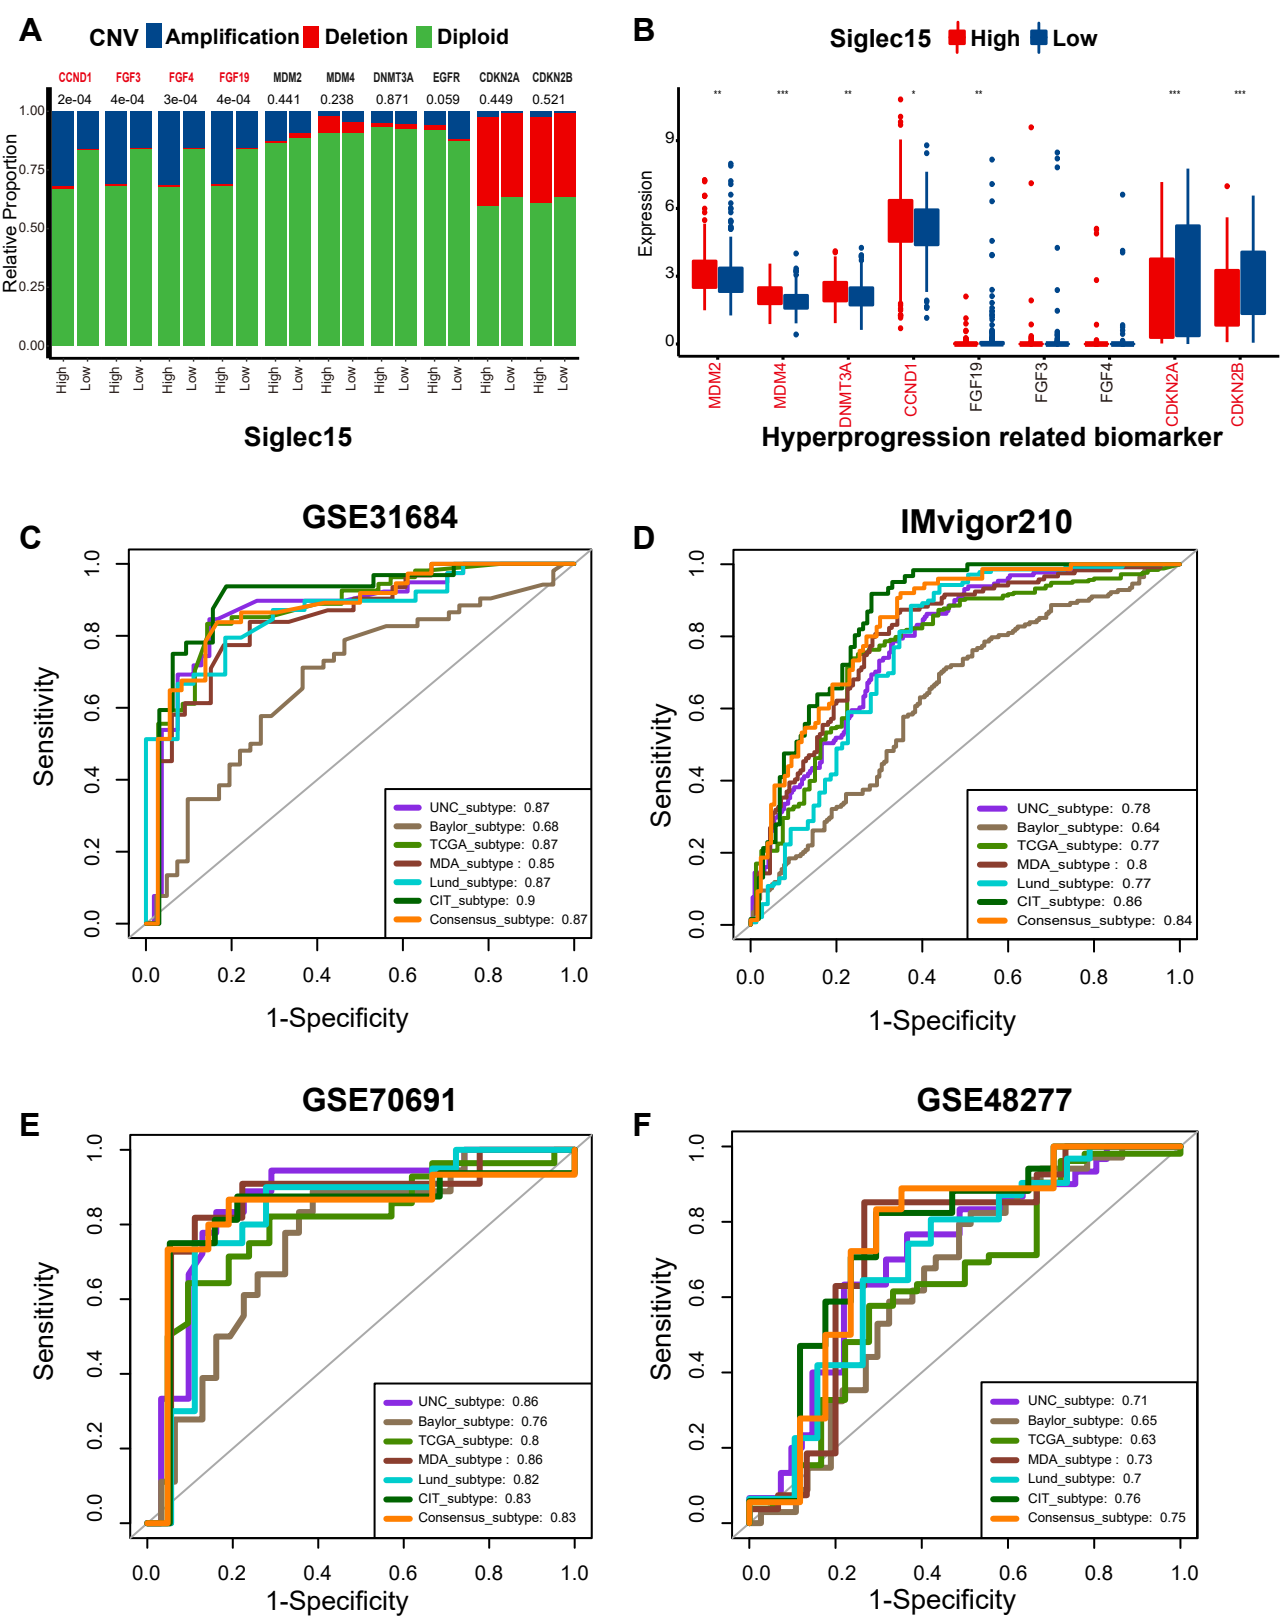 A
CNV Amplification Deletion Diploid
CCND1 FGF3 FGF4 FGF19 MDM2 MDM4 DNMT3A EGFR CDKN2A CDKN2B
2e-04 4e-04 3e-04 4e-04 0.441 0.238 0.871 0.059 0.449 0.521
Relative Proportion
1.00
0.75
0.50
0.25
0.00
High Low High Low High Low High Low High Low High Low High Low High Low High Low High Low
Siglec15
B
Siglec15 High Low
** *** ** * ** *** ***
Expression
9
6
3
0
MDM2 MDM4 DNMT3A CCND1 FGF19 FGF3 FGF4 CDKN2A CDKN2B
Hyperprogression related biomarker
C
GSE31684
Sensitivity
1.0
0.8
0.6
0.4
0.2
0.0
UNC_subtype: 0.87
Baylor_subtype: 0.68
TCGA_subtype: 0.87
MDA_subtype : 0.85
Lund_subtype: 0.87
CIT_subtype: 0.9
Consensus_subtype: 0.87
0.0 0.2 0.4 0.6 0.8 1.0
1-Specificity
D
IMvigor210
Sensitivity
1.0
0.8
0.6
0.4
0.2
0.0
UNC_subtype: 0.78
Baylor_subtype: 0.64
TCGA_subtype: 0.77
MDA_subtype : 0.8
Lund_subtype: 0.77
CIT_subtype: 0.86
Consensus_subtype: 0.84
0.0 0.2 0.4 0.6 0.8 1.0
1-Specificity
E
GSE70691
Sensitivity
1.0
0.8
0.6
0.4
0.2
0.0
UNC_subtype: 0.86
Baylor_subtype: 0.76
TCGA_subtype: 0.8
MDA_subtype : 0.86
Lund_subtype: 0.82
CIT_subtype: 0.83
Consensus_subtype: 0.83
0.0 0.2 0.4 0.6 0.8 1.0
1-Specificity
F
GSE48277
Sensitivity
1.0
0.8
0.6
0.4
0.2
0.0
UNC_subtype: 0.71
Baylor_subtype: 0.65
TCGA_subtype: 0.63
MDA_subtype : 0.73
Lund_subtype: 0.7
CIT_subtype: 0.76
Consensus_subtype: 0.75
0.0 0.2 0.4 0.6 0.8 1.0
1-Specificity